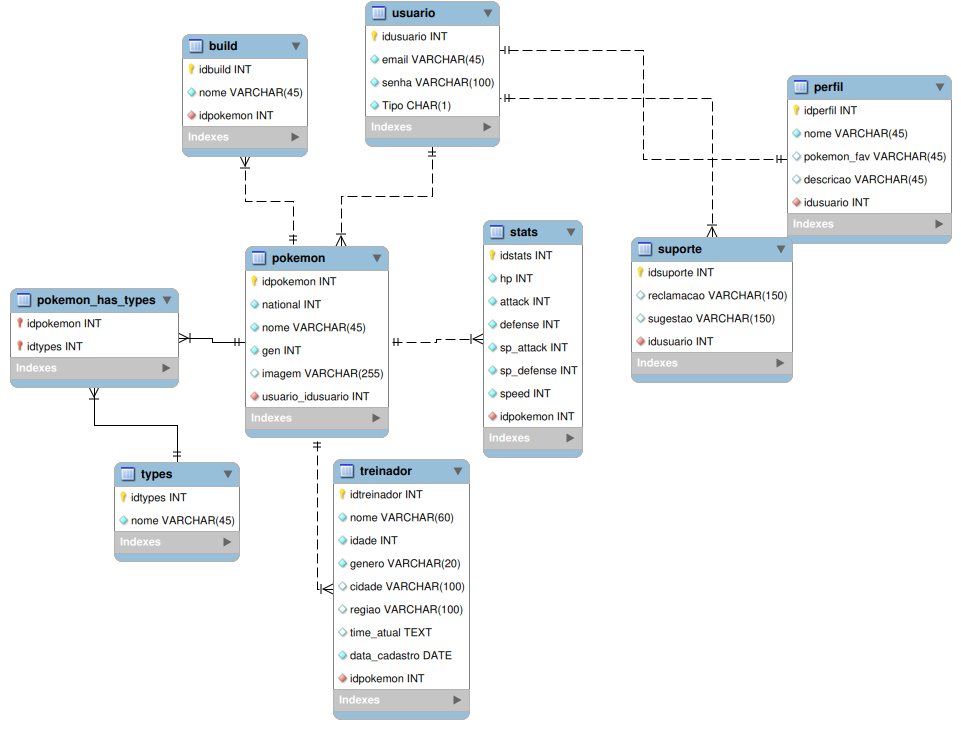 usuario
idusuario INT
email VARCHAR(45)
senha VARCHAR(100)
Tipo CHAR(1)
Indexes
build
idbuild INT
nome VARCHAR(45)
idpokemon INT
Indexes
perfil
idperfil INT
nome VARCHAR(45)
pokemon_fav VARCHAR(45)
descricao VARCHAR(45)
idusuario INT
Indexes
pokemon
idpokemon INT
national INT
nome VARCHAR(45)
gen INT
imagem VARCHAR(255)
usuario_idusuario INT
Indexes
stats
idstats INT
hp INT
attack INT
defense INT
sp_attack INT
sp_defense INT
speed INT
idpokemon INT
Indexes
suporte
idsuporte INT
reclamacao VARCHAR(150)
sugestao VARCHAR(150)
idusuario INT
Indexes
pokemon_has_types
idpokemon INT
idtypes INT
Indexes
types
idtypes INT
nome VARCHAR(45)
Indexes
treinador
idtreinador INT
nome VARCHAR(60)
idade INT
genero VARCHAR(20)
cidade VARCHAR(100)
regiao VARCHAR(100)
time_atual TEXT
data_cadastro DATE
idpokemon INT
Indexes